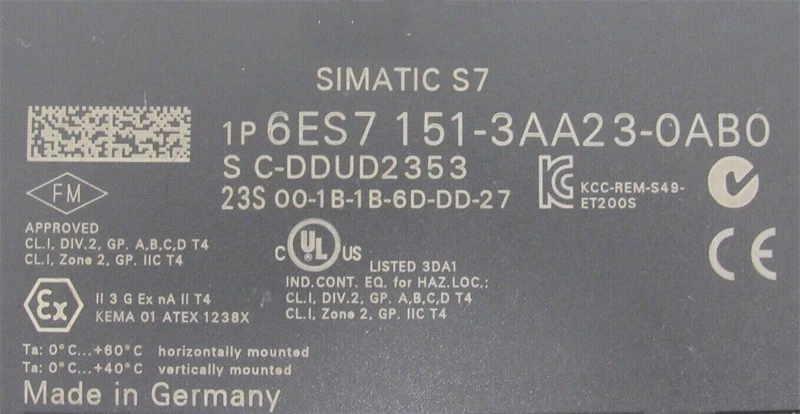 SIMATIC S7
1P 6ES7 151-3AA23-0AB0
S C-DDUD2353
23S 00-1B-1B-6D-DD-27
KCC-REM-S49-
ET200S
FM
APPROVED
CL.I, DIV.2, GP. A,B,C,D T4
CL.I, Zone 2, GP. IIC T4
C UL US
LISTED 3DA1
IND.CONT. EQ. for HAZ.LOC.:
CL.I, DIV.2, GP. A,B,C,D T4
CL.I, Zone 2, GP. IIC T4
CE
Ex
II 3 G Ex nA II T4
KEMA 01 ATEX 1238X
Ta: 0°C...+60°C horizontally mounted
Ta: 0°C...+40°C vertically mounted
Made in Germany